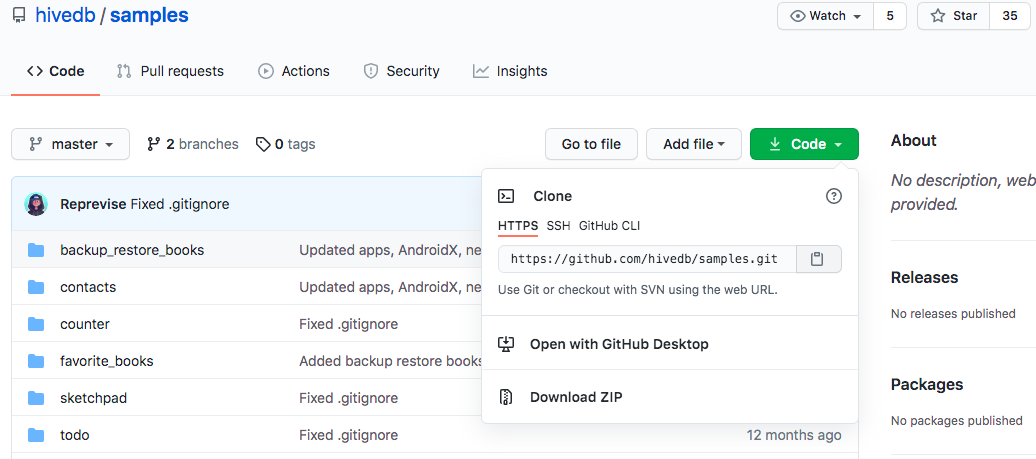 hivedb / samples
Watch 5 Star 35
Code Pull requests Actions Security Insights
master 2 branches 0 tags Go to file Add file Code
About
No description, web
provided.
Reprevise Fixed .gitignore
Clone
HTTPS SSH GitHub CLI
https://github.com/hivedb/samples.git
Use Git or checkout with SVN using the web URL.
Open with GitHub Desktop
Download ZIP
backup_restore_books Updated apps, AndroidX, ne
contacts Updated apps, AndroidX, ne
counter Fixed .gitignore
favorite_books Added backup restore books
sketchpad Fixed .gitignore
todo Fixed .gitignore 12 months ago
Releases
No releases published
Packages
No packages published